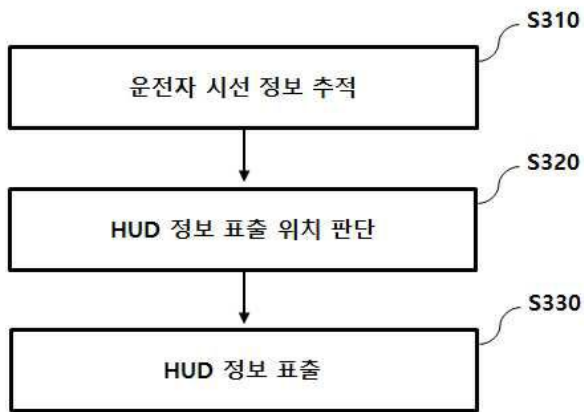 S310
운전자 시선 정보 추적
S320
HUD 정보 표출 위치 판단
S330
HUD 정보 표출